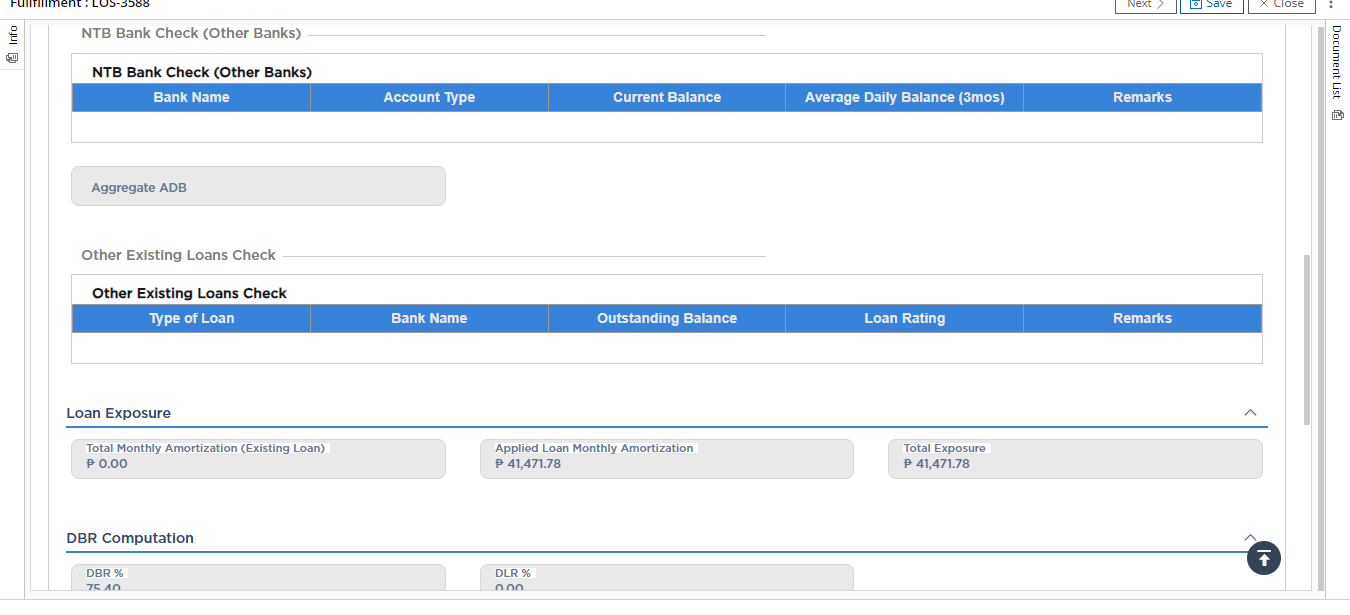 Fulfillment : LOS-3588
Next
Save
Close
Info
Document List
NTB Bank Check (Other Banks)
NTB Bank Check (Other Banks)
Bank Name Account Type Current Balance Average Daily Balance (3mos) Remarks
Aggregate ADB
Other Existing Loans Check
Other Existing Loans Check
Type of Loan Bank Name Outstanding Balance Loan Rating Remarks
Loan Exposure
Total Monthly Amortization (Existing Loan) Applied Loan Monthly Amortization Total Exposure
₱ 0.00 ₱ 41,471.78 ₱ 41,471.78
DBR Computation
DBR % DLR %
75.40 0.00